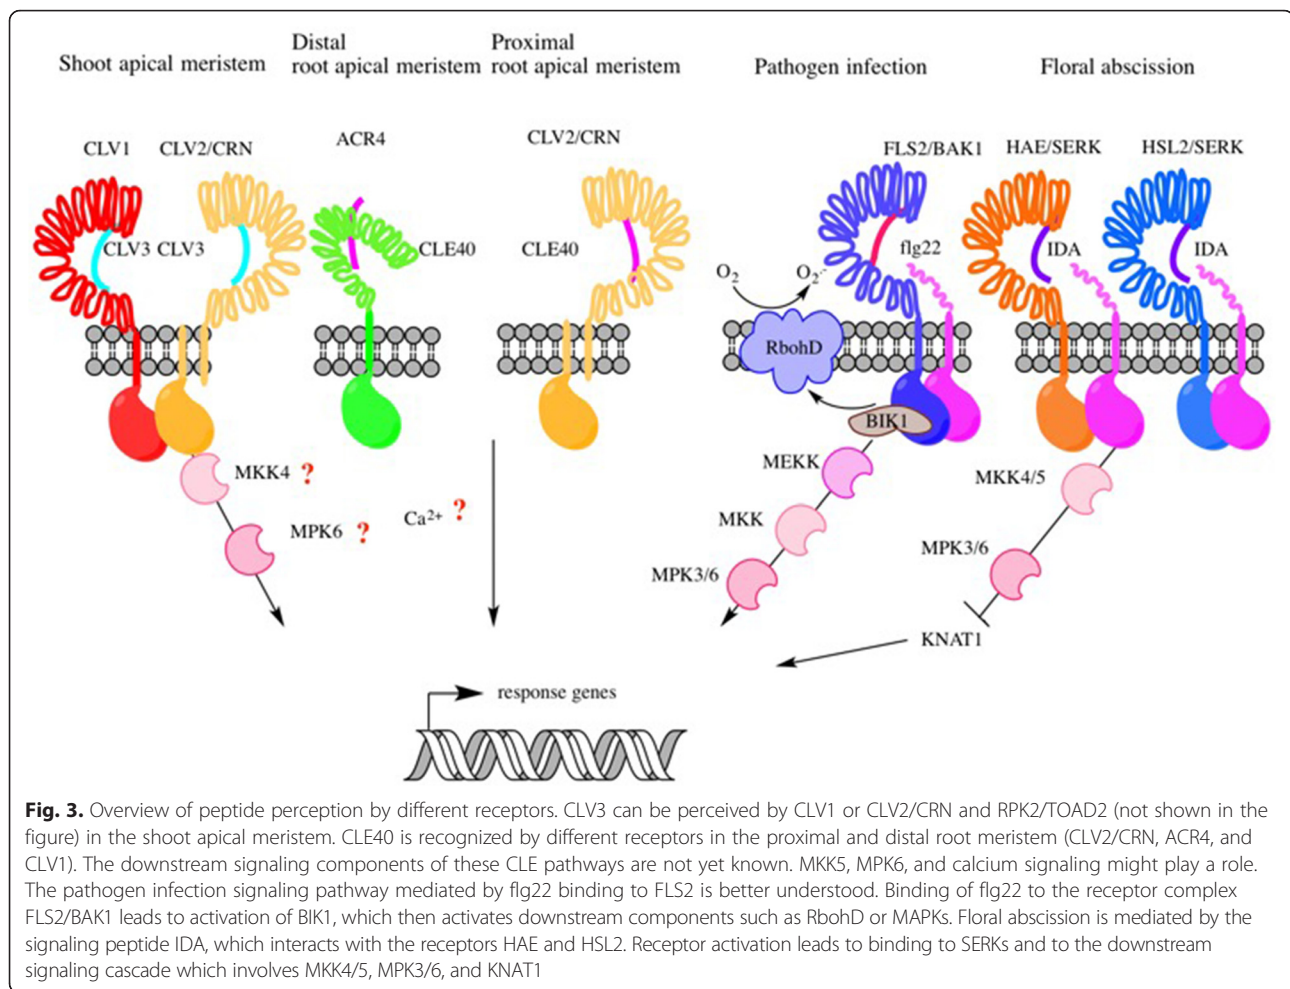 Shoot apical meristem
Distal
root apical meristem
Proximal
root apical meristem
Pathogen infection
Floral abscission
CLV1
CLV2/CRN
ACR4
CLV2/CRN
FLS2/BAK1
HAE/SERK
HSL2/SERK
CLV3 CLV3
CLE40
CLE40
flg22
IDA
IDA
O2
O2.-
RbohD
BIK1
MKK4 ?
MPK6 ?
Ca2+ ?
MEKK
MKK
MPK3/6
MKK4/5
MPK3/6
KNAT1
response genes
Fig. 3. Overview of peptide perception by different receptors. CLV3 can be perceived by CLV1 or CLV2/CRN and RPK2/TOAD2 (not shown in the
figure) in the shoot apical meristem. CLE40 is recognized by different receptors in the proximal and distal root meristem (CLV2/CRN, ACR4, and
CLV1). The downstream signaling components of these CLE pathways are not yet known. MKK5, MPK6, and calcium signaling might play a role.
The pathogen infection signaling pathway mediated by flg22 binding to FLS2 is better understood. Binding of flg22 to the receptor complex
FLS2/BAK1 leads to activation of BIK1, which then activates downstream components such as RbohD or MAPKs. Floral abscission is mediated by the
signaling peptide IDA, which interacts with the receptors HAE and HSL2. Receptor activation leads to binding to SERKs and to the downstream
signaling cascade which involves MKK4/5, MPK3/6, and KNAT1